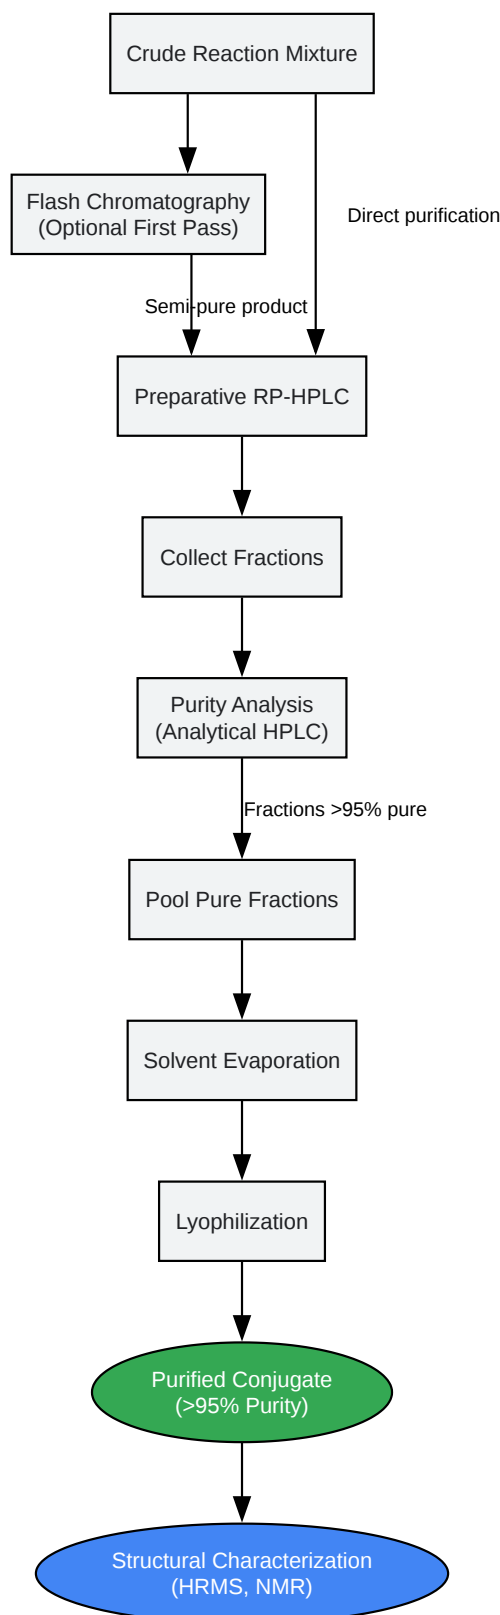 Crude Reaction Mixture
Flash Chromatography
(Optional First Pass)
Direct purification
Semi-pure product
Preparative RP-HPLC
Collect Fractions
Purity Analysis
(Analytical HPLC)
Fractions >95% pure
Pool Pure Fractions
Solvent Evaporation
Lyophilization
Purified Conjugate
(>95% Purity)
Structural Characterization
(HRMS, NMR)